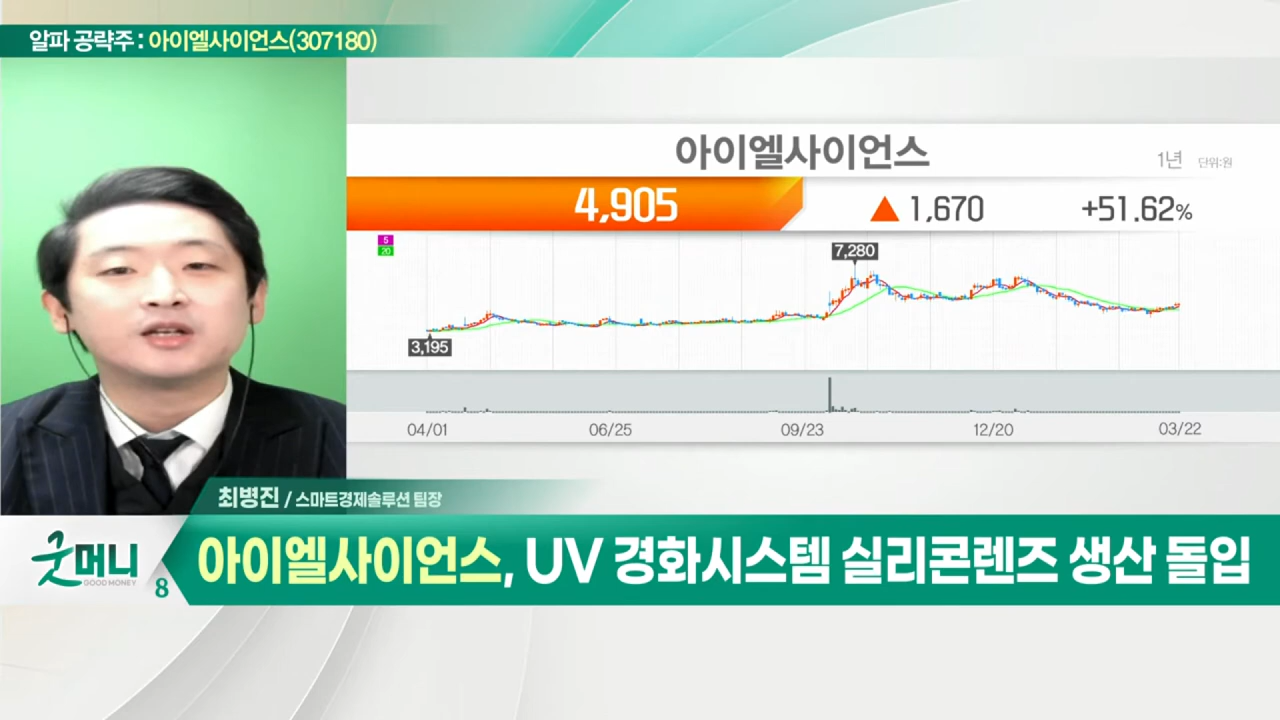 알파 공략주 : 아이엘사이언스(307180)
아이엘사이언스
1년 단위:원
4,905 ▲ 1,670 +51.62%
5
20
7,280
3,195
04/01 06/25 09/23 12/20 03/22
최병진 / 스마트경제솔루션 팀장
굿머니
GOOD MONEY
8
아이엘사이언스, UV 경화시스템 실리콘렌즈 생산 돌입